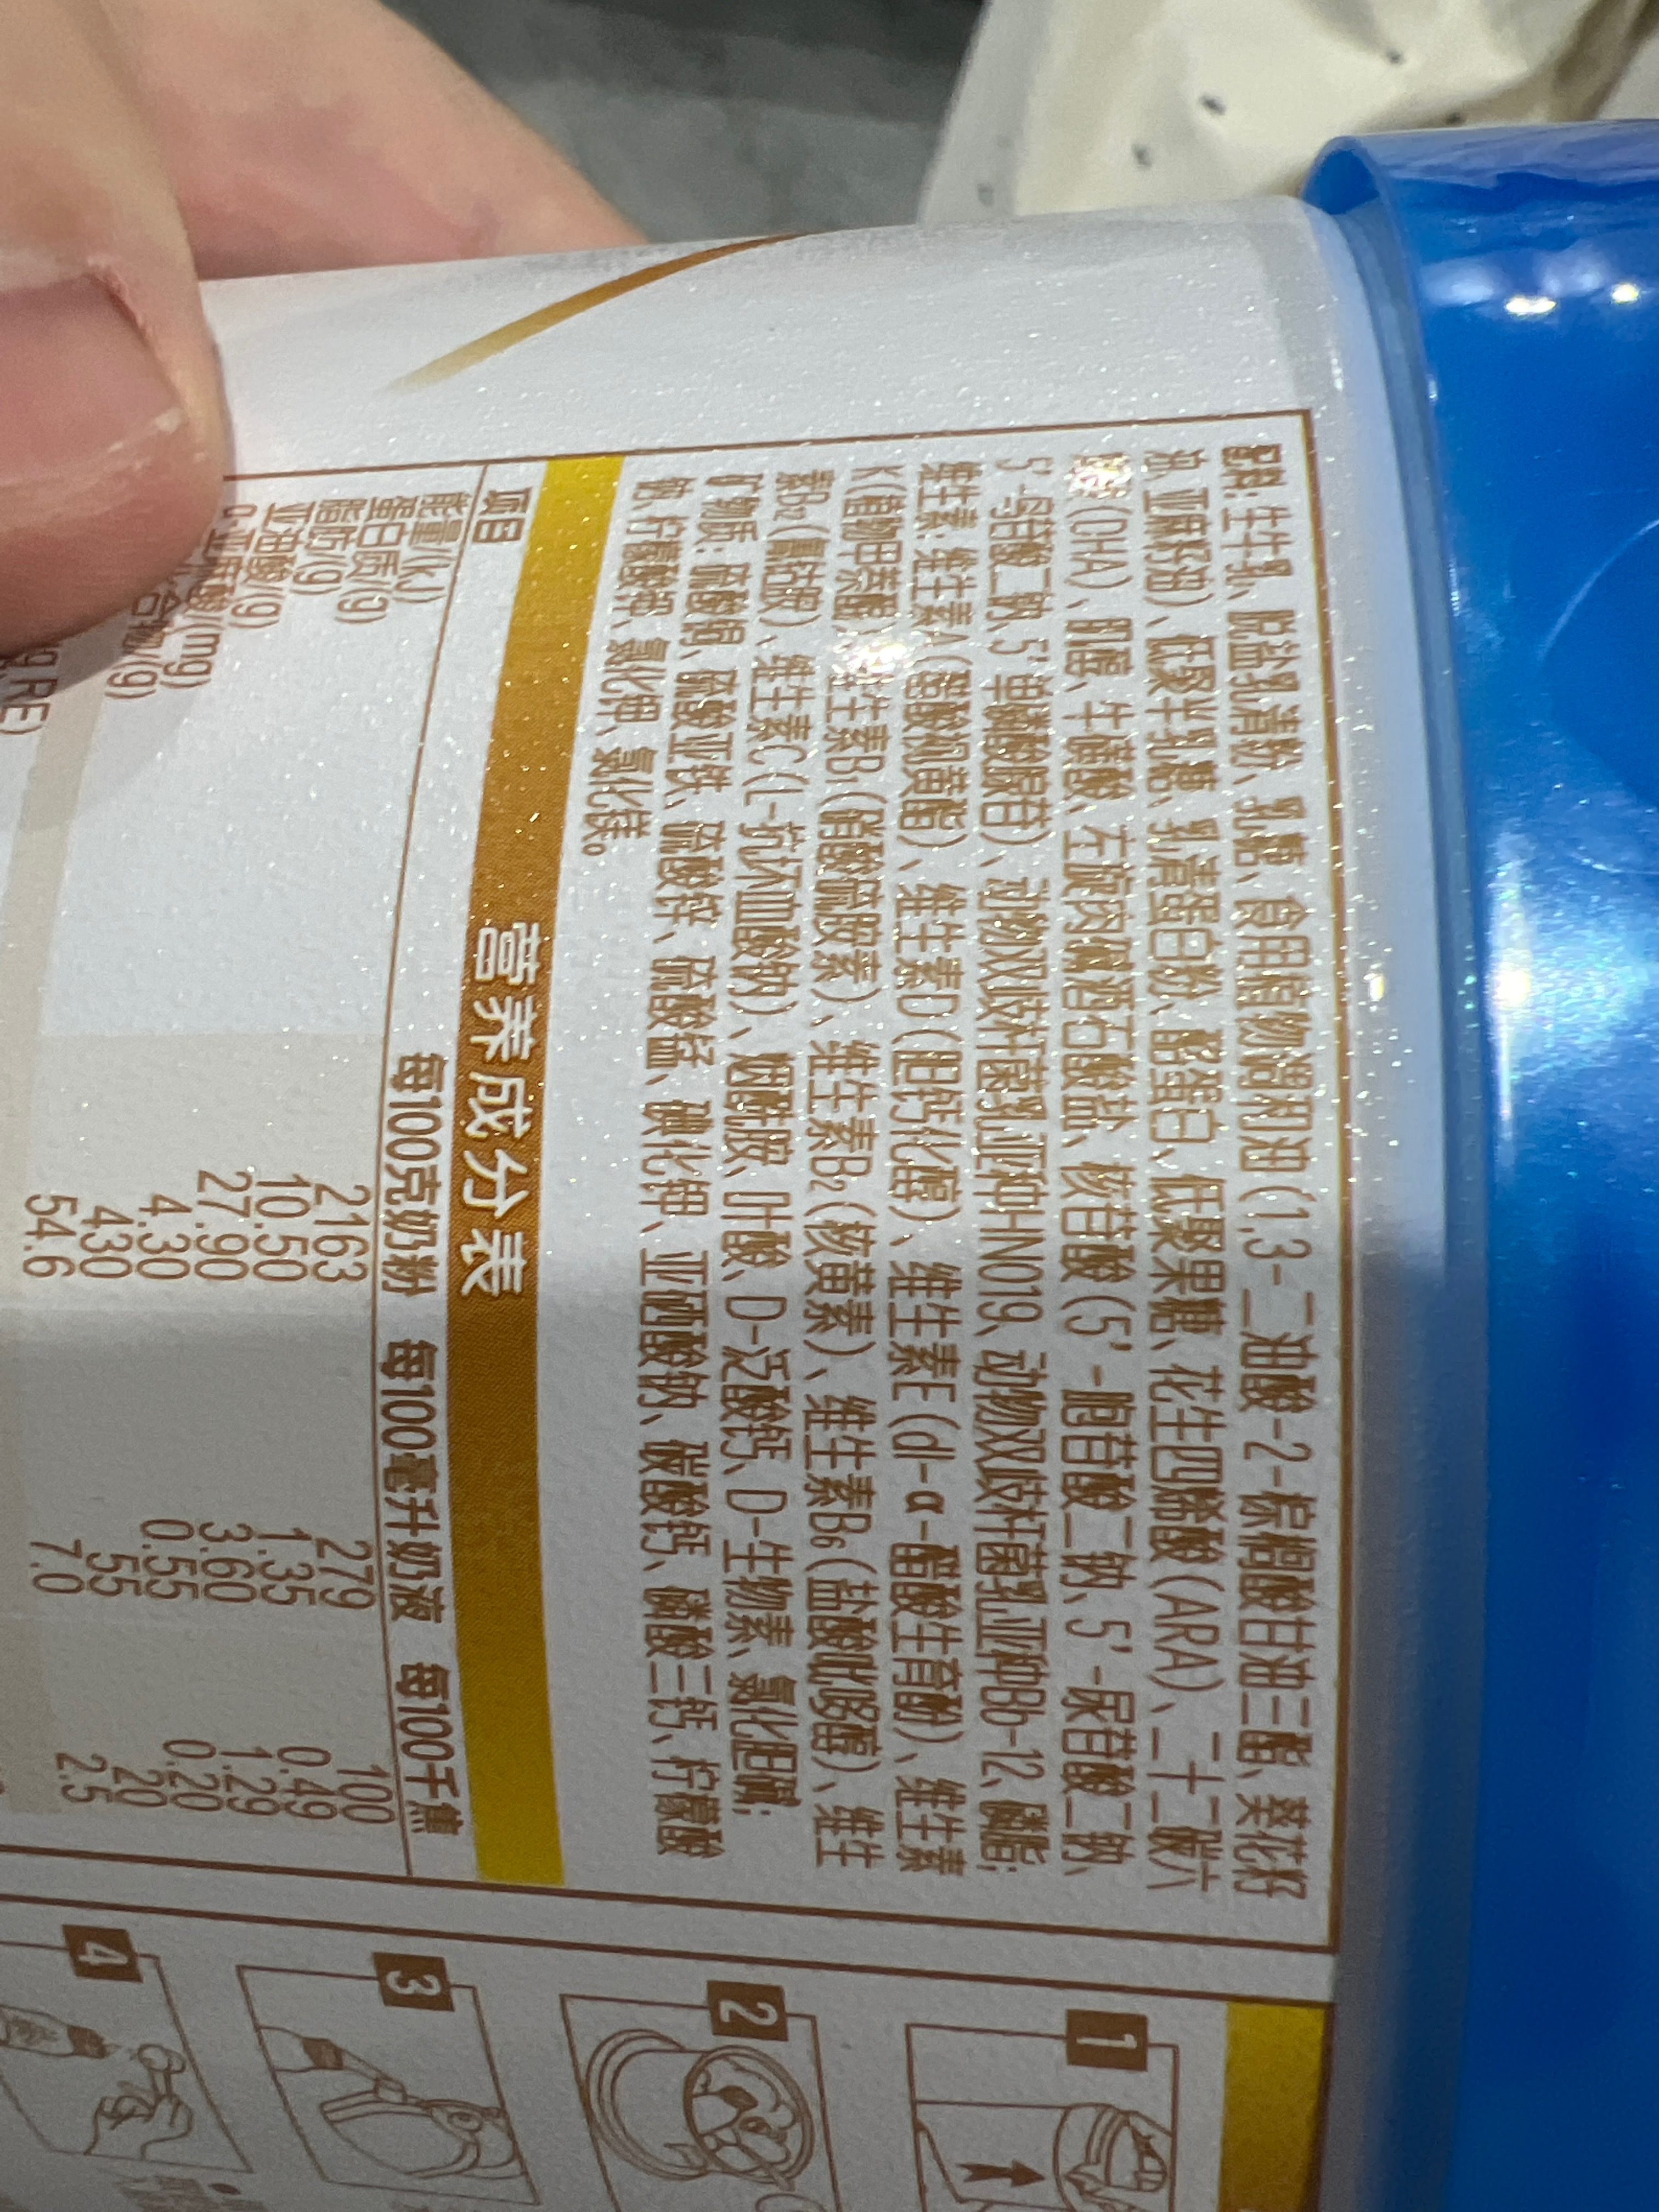 配料:生牛乳、脱盐乳清粉、乳糖、食用植物调和油(1,3-二油酸-2-棕榈酸甘油三酯、葵花籽
油、亚麻籽油)、低聚半乳糖、乳清蛋白粉、酪蛋白、低聚果糖、花生四烯酸(ARA)、二十二碳六
烯酸(DHA)、肌醇、牛磺酸、左旋肉碱酒石酸盐、核苷酸(5'-胞苷酸二钠、5'-尿苷酸二钠、
5'-鸟苷酸二钠、5'单磷酸腺苷)、动物双歧杆菌乳亚种HN019、动物双歧杆菌乳亚种Bb-12、磷脂;
维生素:维生素A(醋酸视黄酯)、维生素D(胆钙化醇)、维生素E(dl-α-醋酸生育酚)、维生素
K(植物甲萘醌)、维生素B₁(硝酸硫胺素)、维生素B₂(核黄素)、维生素B₆(盐酸吡哆醇)、维生
素B₁₂(氰钴胺)、维生素C(L-抗坏血酸钠)、烟酰胺、叶酸、D-泛酸钙、D-生物素、氯化胆碱;
矿物质:硫酸铜、硫酸亚铁、硫酸锌、硫酸锰、碘化钾、亚硒酸钠、碳酸钙、磷酸三钙、柠檬酸
钠、柠檬酸钾、氯化钾、氯化镁。
营养成分表
项目 每100克奶粉 每100毫升奶液 每100千焦
能量/(kJ) 2163 279 100
蛋白质/(g) 10.50 1.35 0.49
脂肪/(g) 27.90 3.60 1.29
亚油酸/(g) 4.30 0.55 0.20
/(mg) 430 55 20
/(g) 54.6 7.0 2.5
g RE)
1
2
3
4